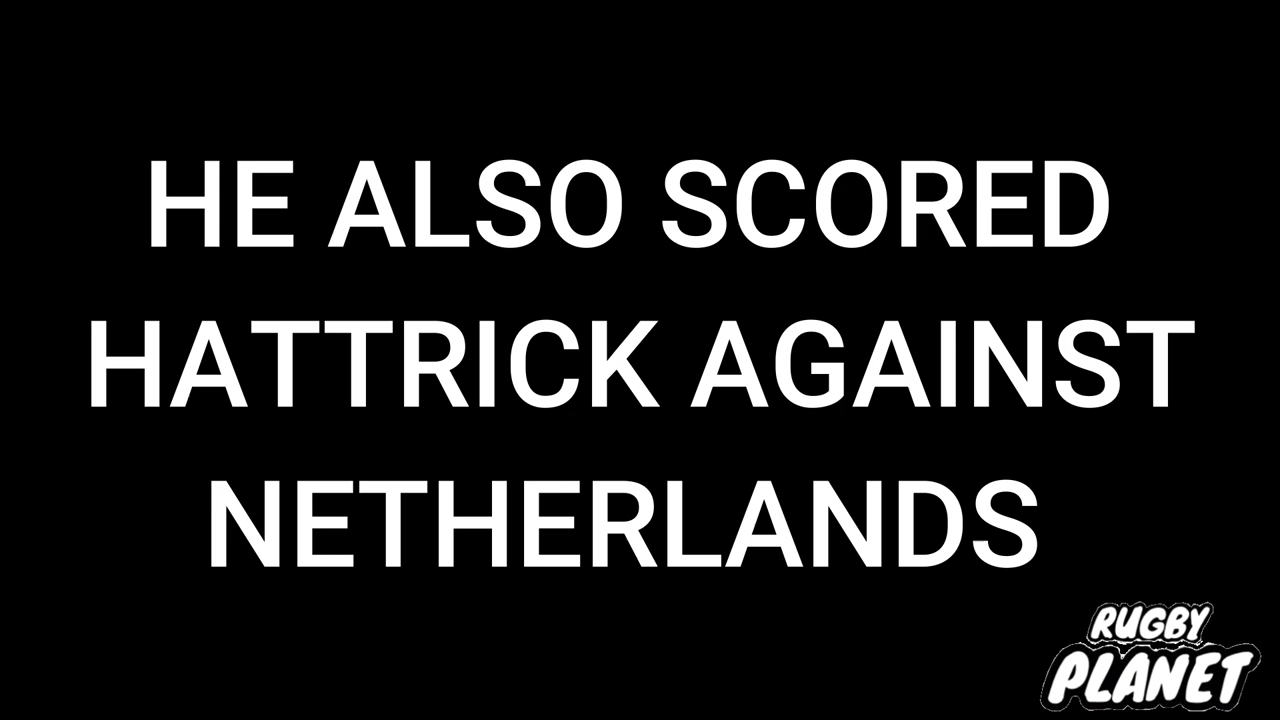 HE ALSO SCORED
HATTRICK AGAINST
NETHERLANDS
RUGBY
PLANET